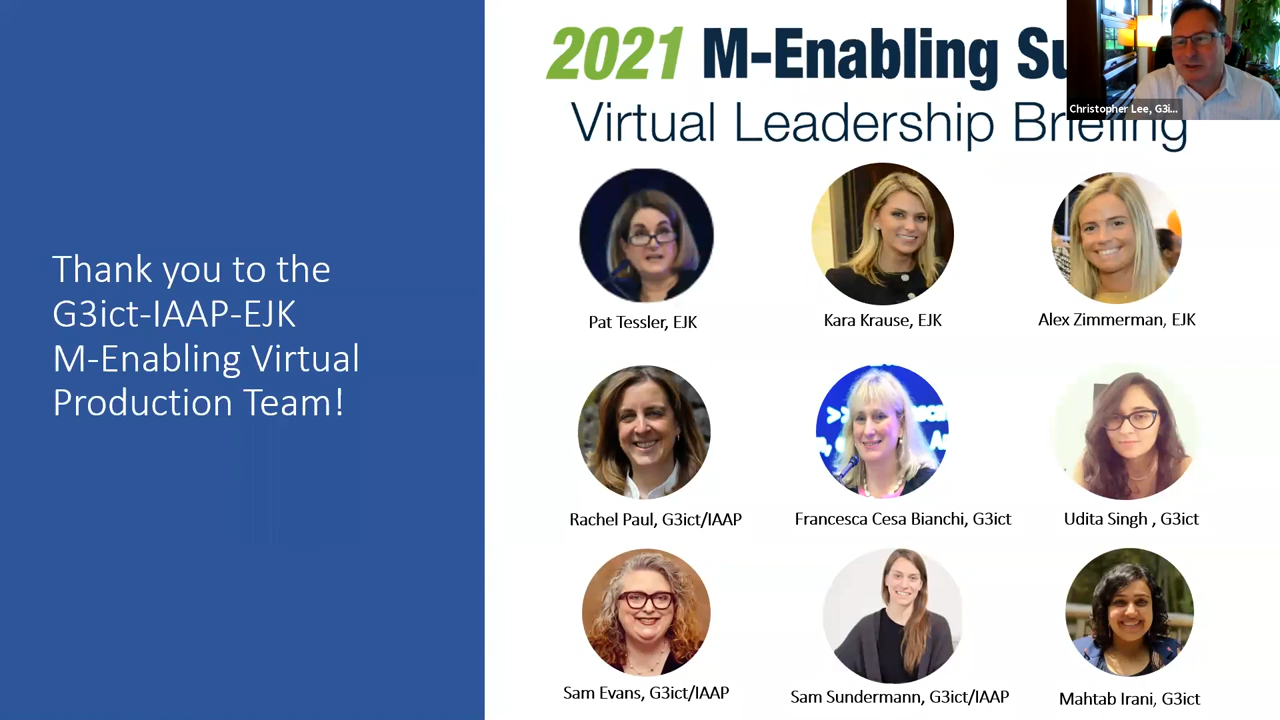 Thank you to the
G3ict-IAAP-EJK
M-Enabling Virtual
Production Team!
2021 M-Enabling
Virtual Leadership Briefing
Christopher Lee, G3i...
Pat Tessler, EJK
Kara Krause, EJK
Alex Zimmerman, EJK
Rachel Paul, G3ict/IAAP
Francesca Cesa Bianchi, G3ict
Udita Singh , G3ict
Sam Evans, G3ict/IAAP
Sam Sundermann, G3ict/IAAP
Mahtab Irani, G3ict